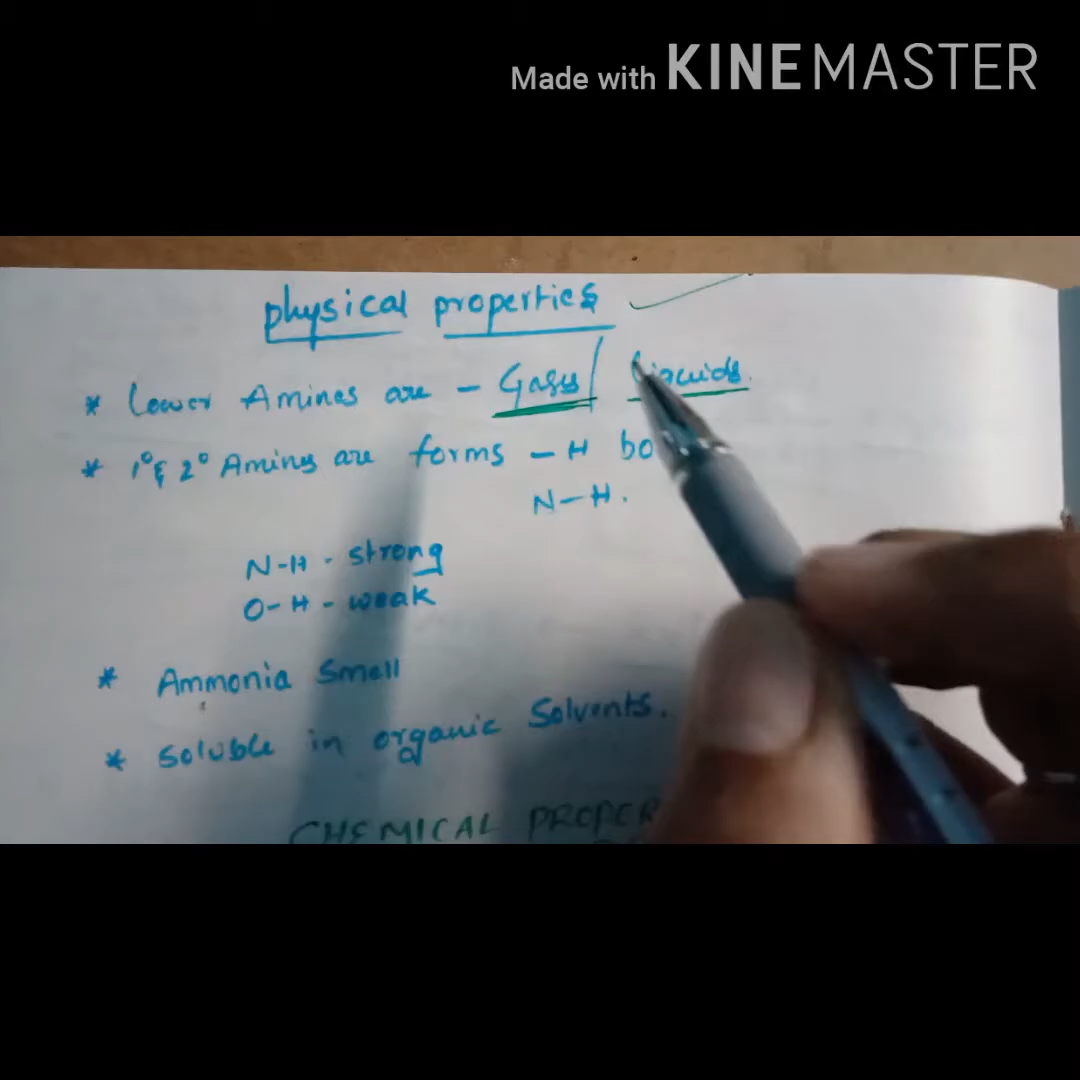 Made with KINEMASTER
physical properties
* Lower Amines are - Gases/ Liquids.
* 1° & 2° Amines are forms - H bo
N-H.
N-H - strong
O-H - weak
* Ammonia Smell
* Soluble in organic Solvents.
CHEMICAL PROPER